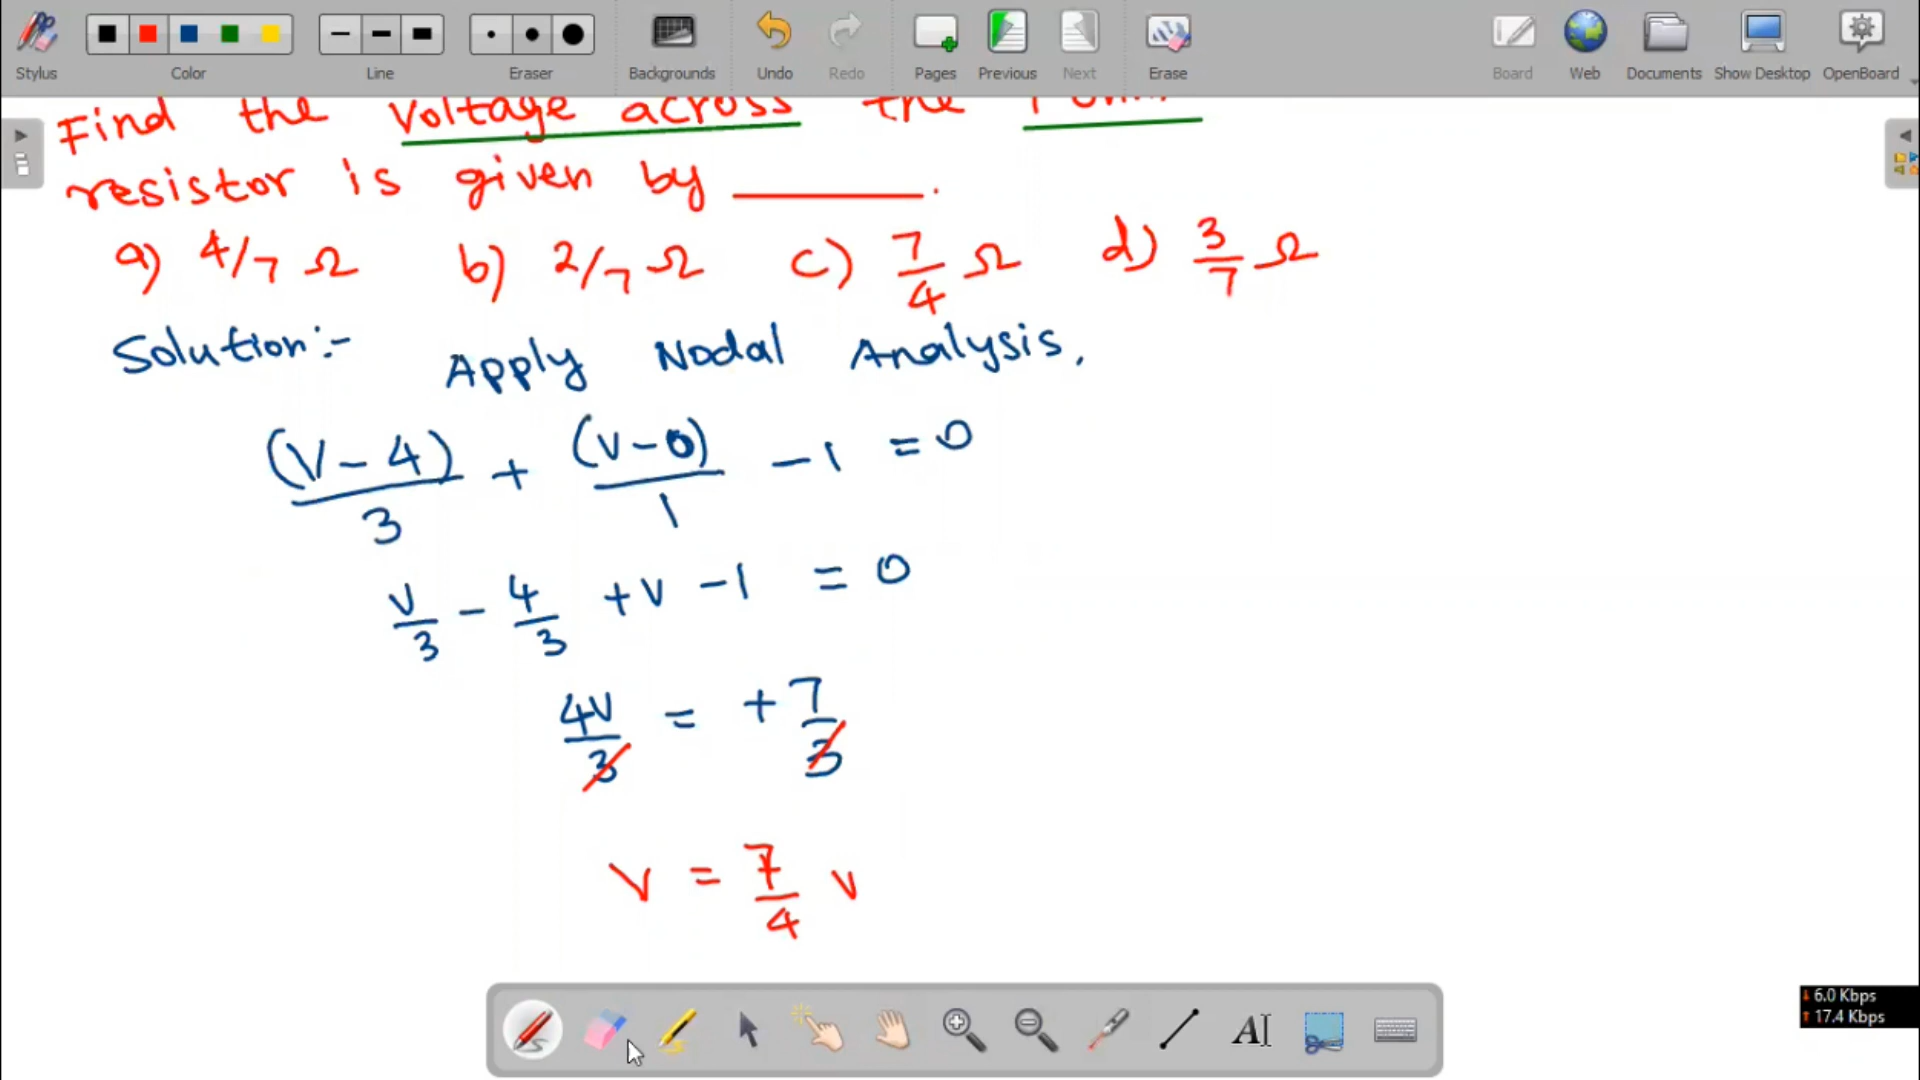 Stylus Color Line Eraser Backgrounds Undo Redo Pages Previous Next Erase Board Web Documents Show Desktop OpenBoard
Find the voltage across the
resistor is given by ______.
a) 4/7 Ω b) 2/7 Ω c) 7/4 Ω d) 3/7 Ω
Solution:- Apply Nodal Analysis.
(V-4)/3 + (V-0)/1 - 1 = 0
V/3 - 4/3 + V - 1 = 0
4V/3 = + 7/3
V = 7/4 V
AI
6.0 Kbps
17.4 Kbps